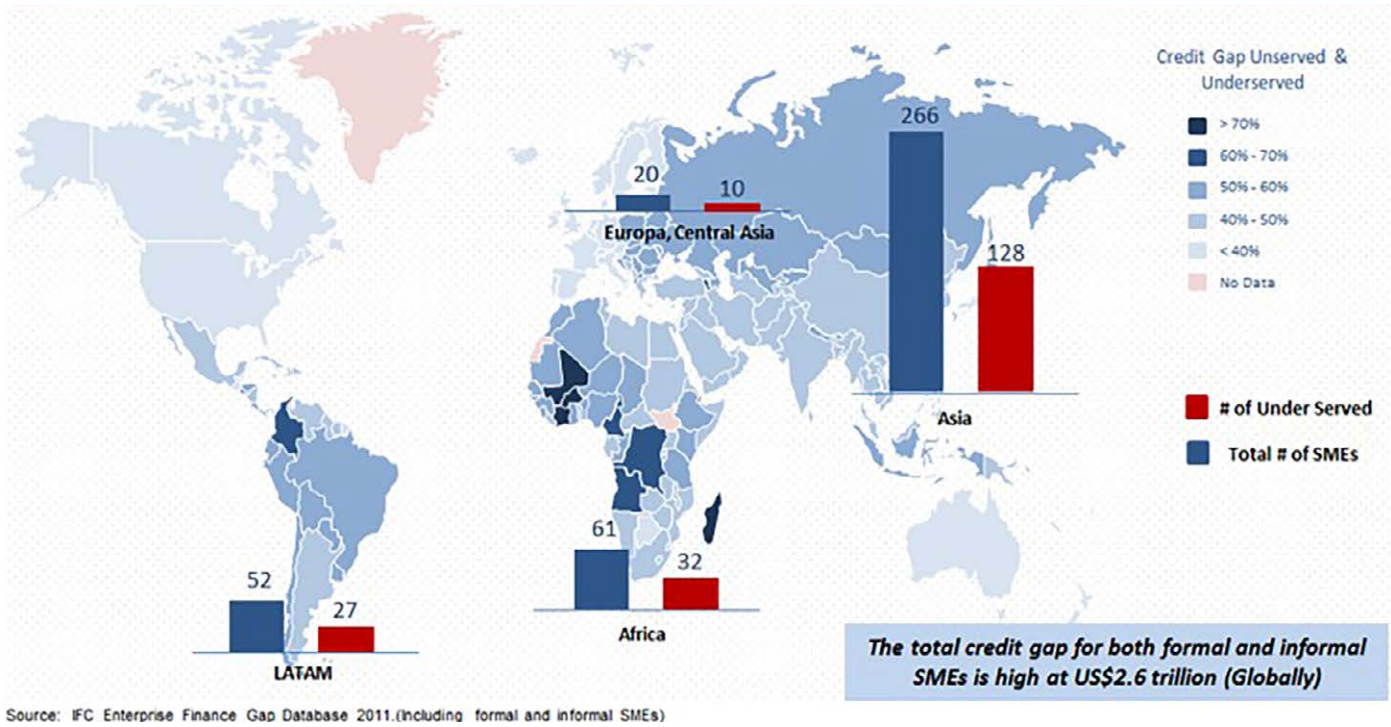 Credit Gap Unserved &
Underserved
> 70%
60% - 70%
50% - 60%
40% - 50%
< 40%
No Data
266
128
Asia
20
10
Europa, Central Asia
# of Under Served
Total # of SMEs
61
32
Africa
52
27
LATAM
The total credit gap for both formal and informal
SMEs is high at US$2.6 trillion (Globally)
Source: IFC Enterprise Finance Gap Database 2011.(Including formal and informal SMEs)